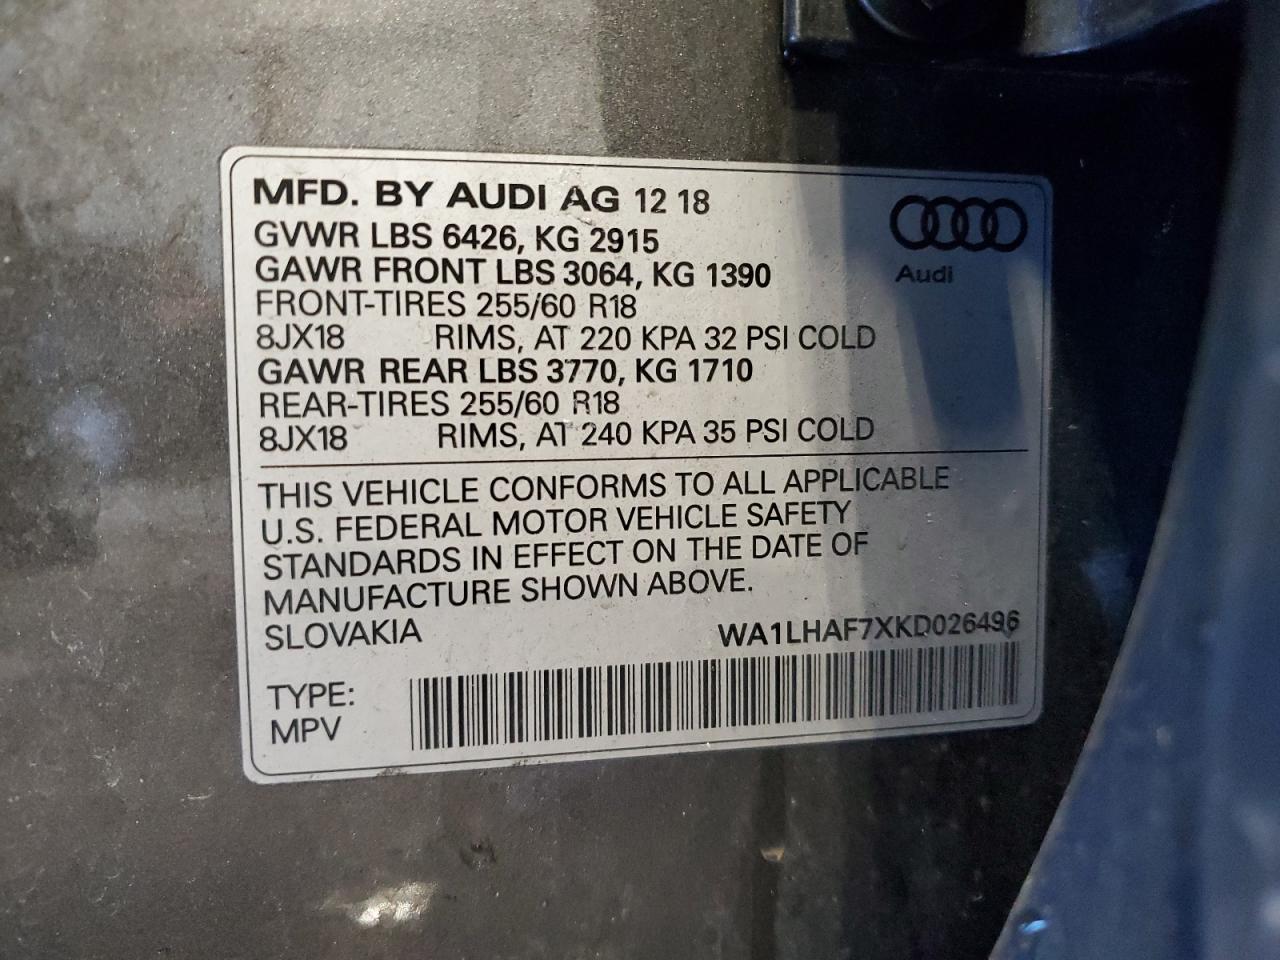 MFD. BY AUDI AG 12 18
GVWR LBS 6426, KG 2915
GAWR FRONT LBS 3064, KG 1390
FRONT-TIRES 255/60 R18
8JX18 RIMS, AT 220 KPA 32 PSI COLD
GAWR REAR LBS 3770, KG 1710
REAR-TIRES 255/60 R18
8JX18 RIMS, AT 240 KPA 35 PSI COLD
Audi
THIS VEHICLE CONFORMS TO ALL APPLICABLE
U.S. FEDERAL MOTOR VEHICLE SAFETY
STANDARDS IN EFFECT ON THE DATE OF
MANUFACTURE SHOWN ABOVE.
SLOVAKIA WA1LHAF7XKD026496
TYPE:
MPV